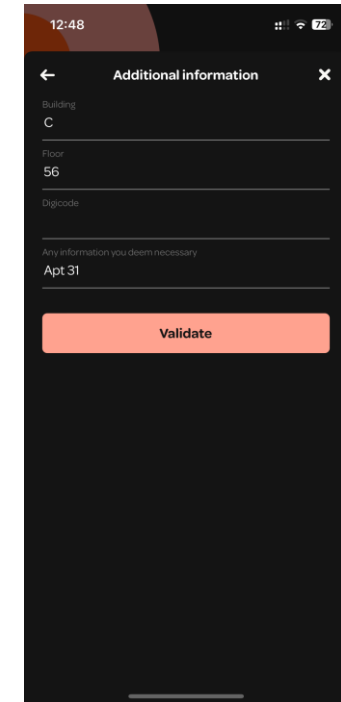 12:48
72
Additional information
Building
C
Floor
56
Digicode
Any information you deem necessary
Apt 31
Validate